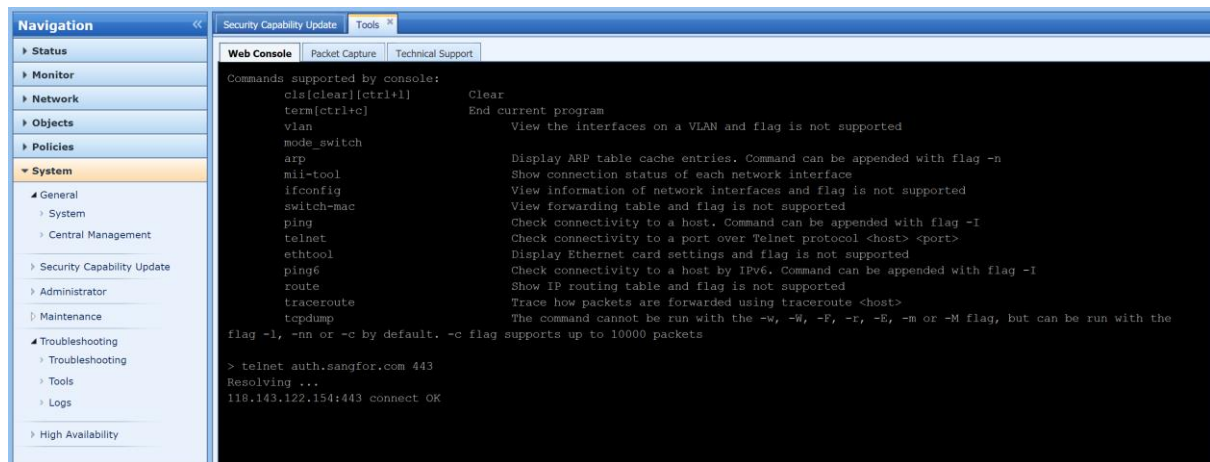 Navigation «
Status
Monitor
Network
Objects
Policies
System
General
System
Central Management
Security Capability Update
Administrator
Maintenance
Troubleshooting
Troubleshooting
Tools
Logs
High Availability
Security Capability Update Tools ×
Web Console Packet Capture Technical Support
Commands supported by console:
cls[clear][ctrl+l] Clear
term[ctrl+c] End current program
vlan View the interfaces on a VLAN and flag is not supported
mode_switch
arp Display ARP table cache entries. Command can be appended with flag -n
mii-tool Show connection status of each network interface
ifconfig View information of network interfaces and flag is not supported
switch-mac View forwarding table and flag is not supported
ping Check connectivity to a host. Command can be appended with flag -I
telnet Check connectivity to a port over Telnet protocol <host> <port>
ethtool Display Ethernet card settings and flag is not supported
ping6 Check connectivity to a host by IPv6. Command can be appended with flag -I
route Show IP routing table and flag is not supported
traceroute Trace how packets are forwarded using traceroute <host>
tcpdump The command cannot be run with the -w, -W, -F, -r, -E, -m or -M flag, but can be run with the
flag -l, -nn or -c by default. -c flag supports up to 10000 packets
> telnet auth.sangfor.com 443
Resolving ...
118.143.122.154:443 connect OK